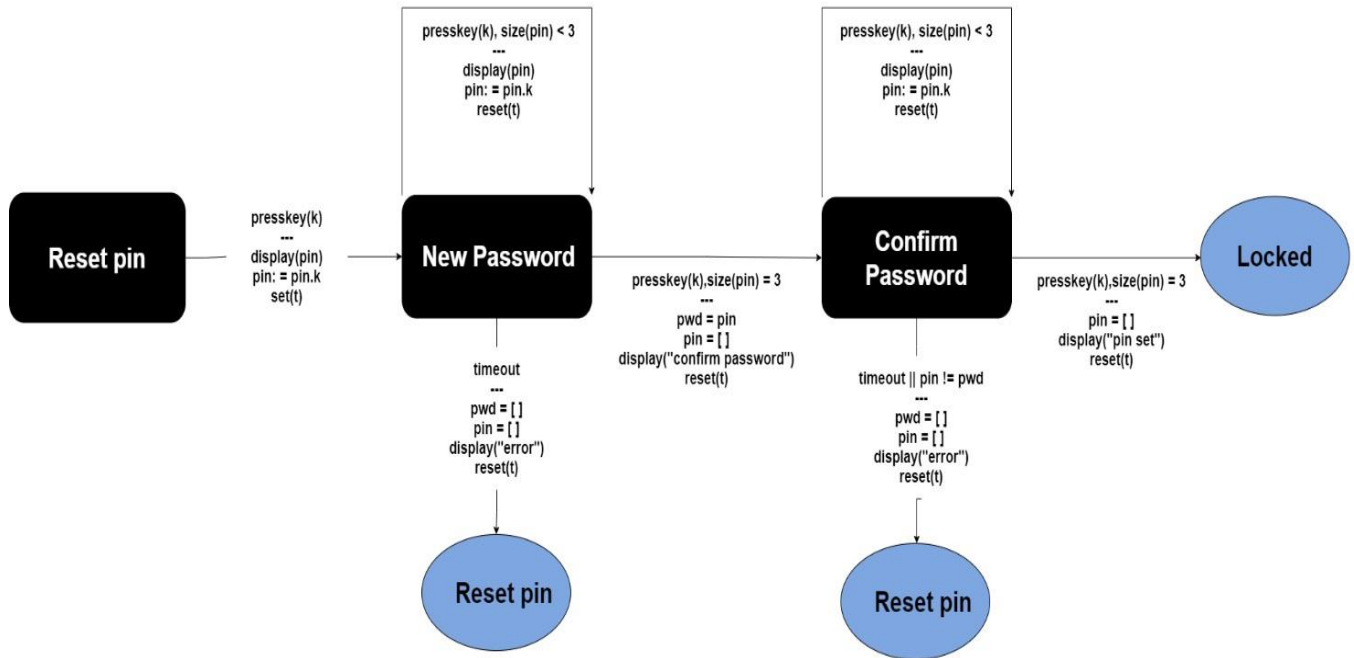 presskey(k), size(pin) < 3
---
display(pin)
pin: = pin.k
reset(t)
presskey(k), size(pin) < 3
---
display(pin)
pin: = pin.k
reset(t)
Reset pin
presskey(k)
---
display(pin)
pin: = pin.k
set(t)
New Password
presskey(k),size(pin) = 3
---
pwd = pin
pin = [ ]
display("confirm password")
reset(t)
Confirm
Password
presskey(k),size(pin) = 3
---
pin = [ ]
display("pin set")
reset(t)
Locked
timeout
---
pwd = [ ]
pin = [ ]
display("error")
reset(t)
timeout || pin != pwd
---
pwd = [ ]
pin = [ ]
display("error")
reset(t)
Reset pin
Reset pin